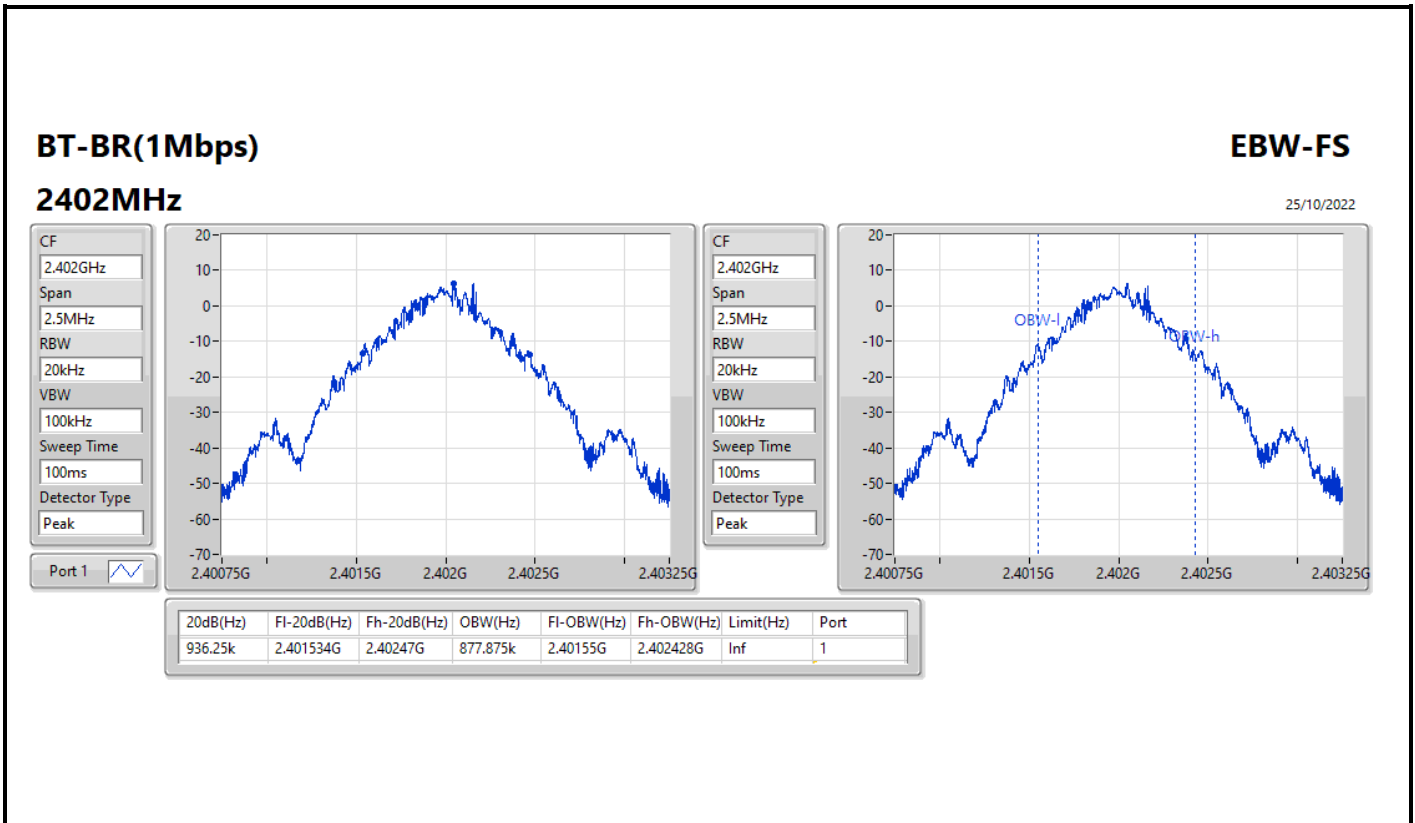 BT-BR(1Mbps)
EBW-FS
2402MHz
25/10/2022
CF
2.402GHz
Span
2.5MHz
RBW
20kHz
VBW
100kHz
Sweep Time
100ms
Detector Type
Peak
Port 1
20
10
0
-10
-20
-30
-40
-50
-60
-70
2.40075G 2.4015G 2.402G 2.4025G 2.40325G
CF
2.402GHz
Span
2.5MHz
RBW
20kHz
VBW
100kHz
Sweep Time
100ms
Detector Type
Peak
20
10
0
-10
-20
-30
-40
-50
-60
-70
OBW-l
OBW-h
2.40075G 2.4015G 2.402G 2.4025G 2.40325G
20dB(Hz) Fl-20dB(Hz) Fh-20dB(Hz) OBW(Hz) Fl-OBW(Hz) Fh-OBW(Hz) Limit(Hz) Port
936.25k 2.401534G 2.40247G 877.875k 2.40155G 2.402428G Inf 1